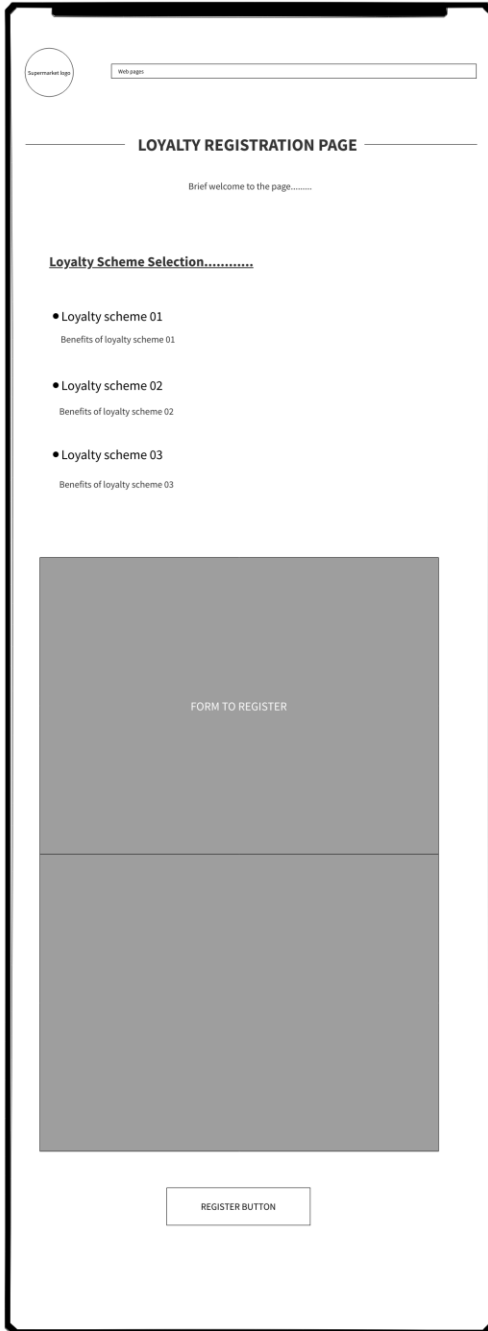 Supermarket logo
Web pages
LOYALTY REGISTRATION PAGE
Brief welcome to the page.........
Loyalty Scheme Selection............
Loyalty scheme 01
Benefits of loyalty scheme 01
Loyalty scheme 02
Benefits of loyalty scheme 02
Loyalty scheme 03
Benefits of loyalty scheme 03
FORM TO REGISTER
REGISTER BUTTON